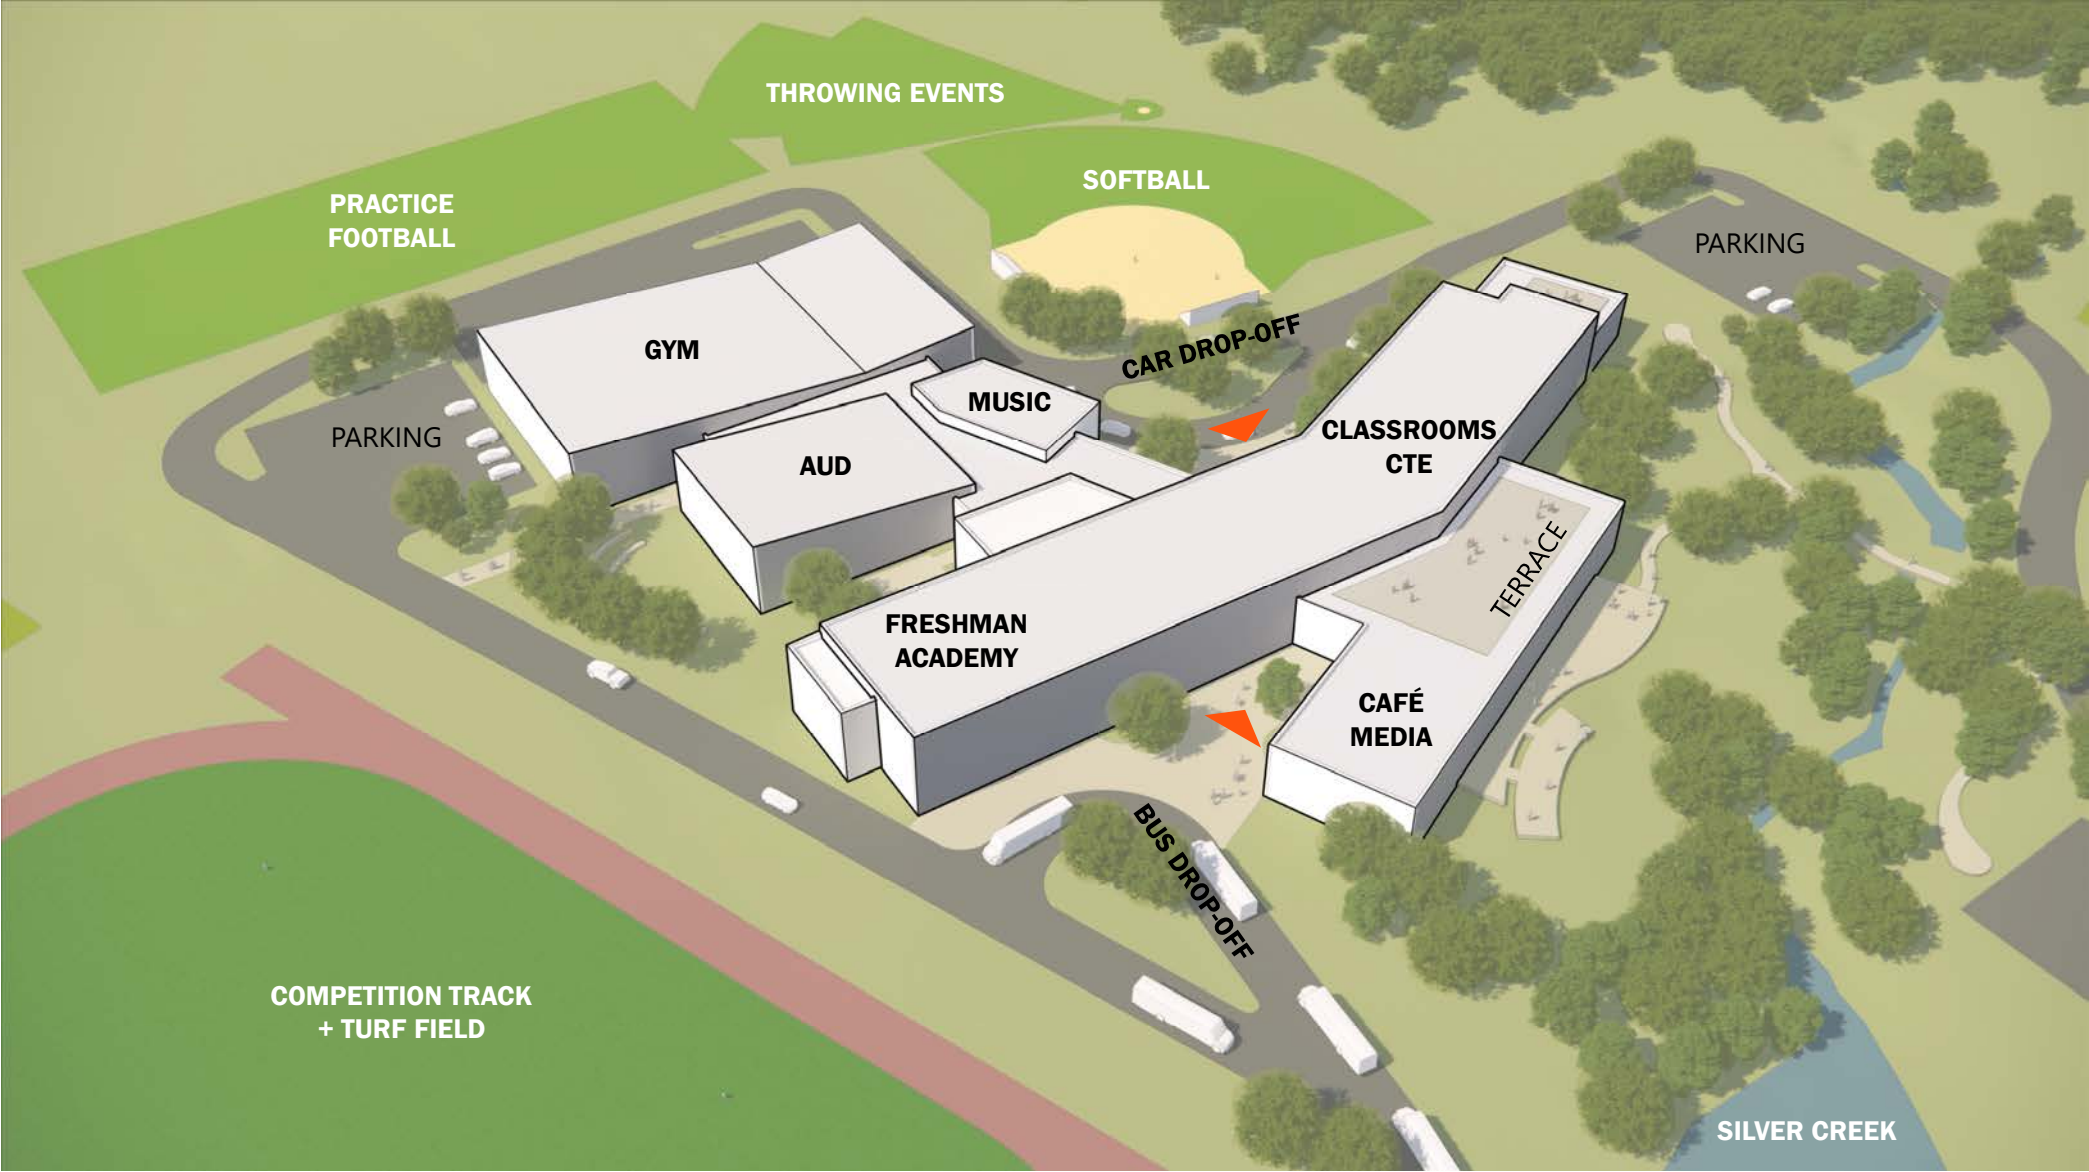 THROWING EVENTS
SOFTBALL
PRACTICE
FOOTBALL
PARKING
GYM
CAR DROP-OFF
MUSIC
PARKING
CLASSROOMS
CTE
AUD
TERRACE
FRESHMAN
ACADEMY
CAFÉ
MEDIA
BUS DROP-OFF
COMPETITION TRACK
+ TURF FIELD
SILVER CREEK